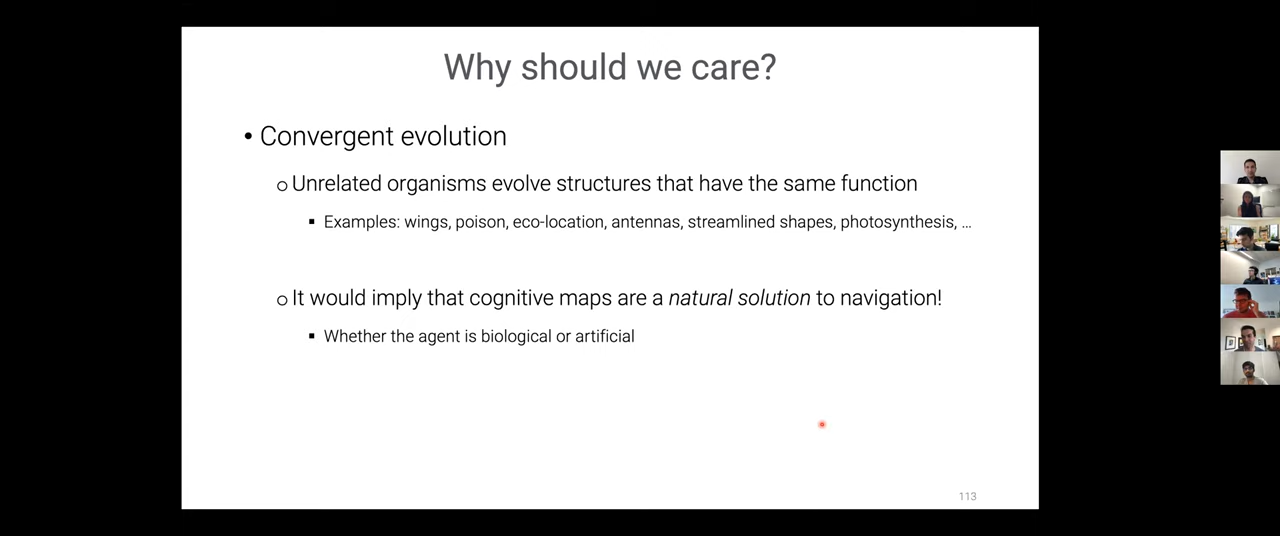 Why should we care?
• Convergent evolution
o Unrelated organisms evolve structures that have the same function
▪ Examples: wings, poison, eco-location, antennas, streamlined shapes, photosynthesis, ...
o It would imply that cognitive maps are a natural solution to navigation!
▪ Whether the agent is biological or artificial
113